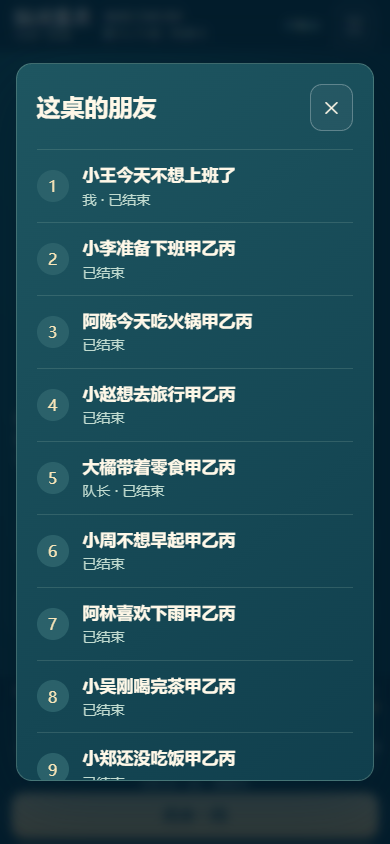 这桌的朋友
×
1
小王今天不想上班了
我 · 已结束
2
小李准备下班甲乙丙
已结束
3
阿陈今天吃火锅甲乙丙
已结束
4
小赵想去旅行甲乙丙
已结束
5
大橘带着零食甲乙丙
队长 · 已结束
6
小周不想早起甲乙丙
已结束
7
阿林喜欢下雨甲乙丙
已结束
8
小吴刚喝完茶甲乙丙
已结束
9
小郑还没吃饭甲乙丙